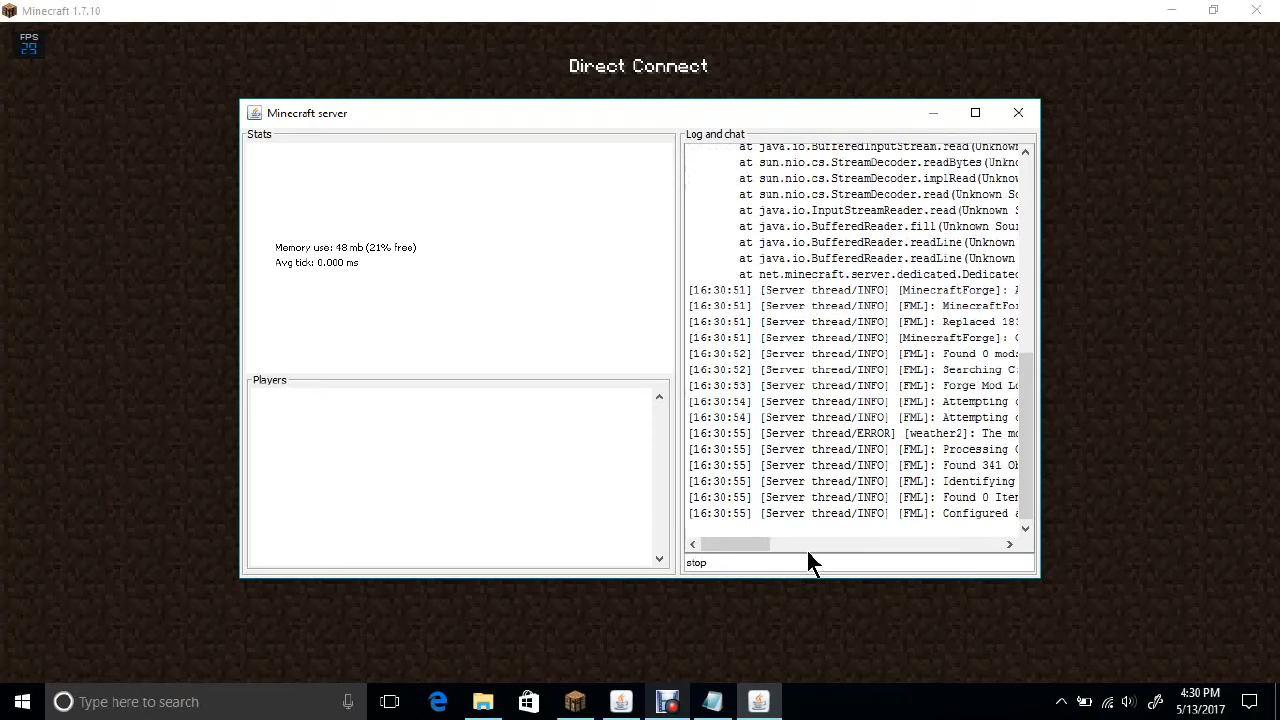 Minecraft 1.7.10
FPS
29
Direct Connect
Minecraft server
Stats
Log and chat
Memory use: 48 mb (21% free)
Avg tick: 0.000 ms
Players
at java.io.BufferedInputStream.read(Unknown
at sun.nio.cs.StreamDecoder.readBytes(Unkno
at sun.nio.cs.StreamDecoder.implRead(Unknow
at sun.nio.cs.StreamDecoder.read(Unknown So
at java.io.InputStreamReader.read(Unknown S
at java.io.BufferedReader.fill(Unknown Sour
at java.io.BufferedReader.readLine(Unknown
at java.io.BufferedReader.readLine(Unknown
at net.minecraft.server.dedicated.Dedicated
[16:30:51] [Server thread/INFO] [MinecraftForge]: A
[16:30:51] [Server thread/INFO] [FML]: MinecraftFor
[16:30:51] [Server thread/INFO] [FML]: Replaced 183
[16:30:51] [Server thread/INFO] [MinecraftForge]: C
[16:30:52] [Server thread/INFO] [FML]: Found 0 mods
[16:30:52] [Server thread/INFO] [FML]: Searching C:
[16:30:53] [Server thread/INFO] [FML]: Forge Mod Lo
[16:30:54] [Server thread/INFO] [FML]: Attempting c
[16:30:54] [Server thread/INFO] [FML]: Attempting c
[16:30:55] [Server thread/ERROR] [weather2]: The mo
[16:30:55] [Server thread/INFO] [FML]: Processing O
[16:30:55] [Server thread/INFO] [FML]: Found 341 Ob
[16:30:55] [Server thread/INFO] [FML]: Identifying
[16:30:55] [Server thread/INFO] [FML]: Found 0 Item
[16:30:55] [Server thread/INFO] [FML]: Configured a
stop
Type here to search
4:30 PM
5/13/2017